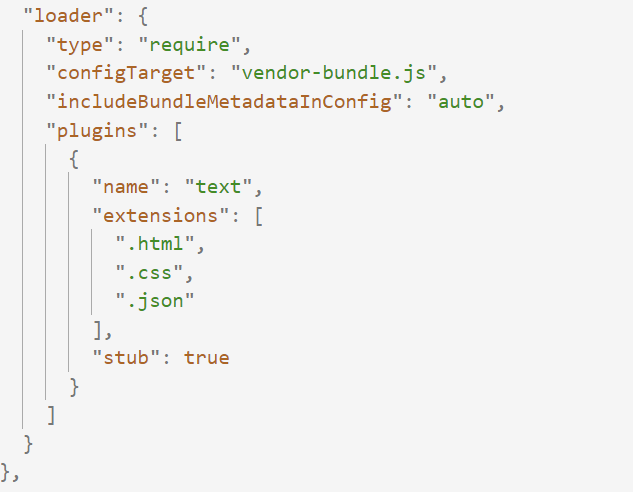 "loader": {
"type": "require",
"configTarget": "vendor-bundle.js",
"includeBundleMetadataInConfig": "auto",
"plugins": [
{
"name": "text",
"extensions": [
".html",
".css",
".json"
],
"stub": true
}
]
}
},